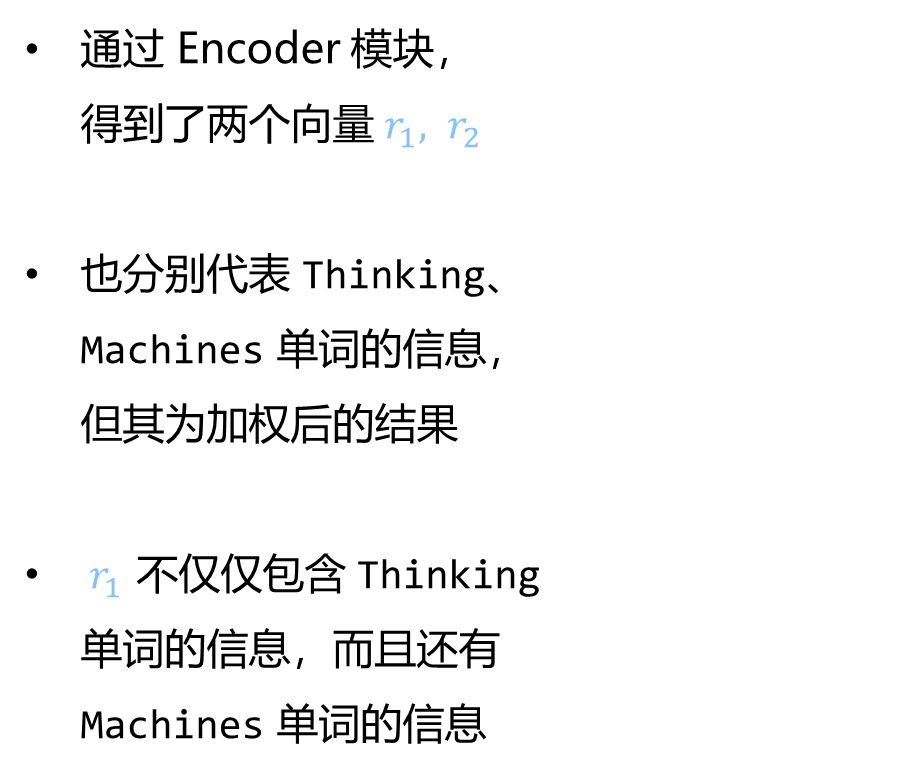 • 通过 Encoder 模块，
得到了两个向量 r₁, r₂
• 也分别代表 Thinking、
Machines 单词的信息，
但其为加权后的结果
• r₁ 不仅仅包含 Thinking
单词的信息，而且还有
Machines 单词的信息